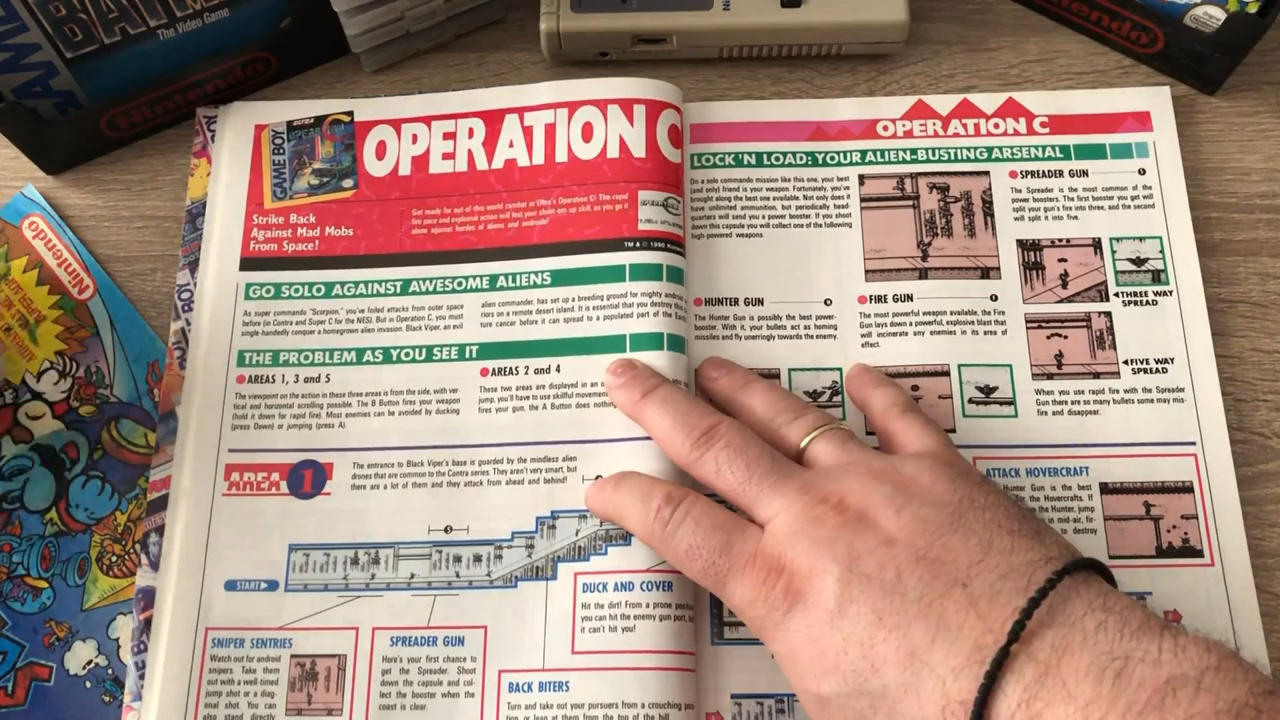 GAME
BATM
The Video Game
Nintendo
Nintendo
Nintendo
GAME BOY
ULTRA
OPERATION C
Strike Back
Against Mad Mobs
From Space!
Get ready for out of this world combat in Ultra's Operation C! The rapid
fire pace and explosive action will test your shoot em up skill, as you go it
alone against hordes of aliens and androids!
TM & © 1990 Konami
GO SOLO AGAINST AWESOME ALIENS
As super commando "Scorpion," you've foiled attacks from outer space
before (in Contra and Super C for the NES). But in Operation C, you must
single-handedly conquer a homegrown alien invasion. Black Viper, an evil
alien commander, has set up a breeding ground for mighty android
riors on a remote desert island. It is essential that you destroy
ture cancer before it can spread to a populated part of the Earth
THE PROBLEM AS YOU SEE IT
AREAS 1, 3 and 5
The viewpoint on the action in these three areas is from the side, with ver-
tical and horizontal scrolling possible. The B Button fires your weapon
(hold it down for rapid fire). Most enemies can be avoided by ducking
(press Down) or jumping (press A).
AREAS 2 and 4
These two areas are displayed in an
jump, you'll have to use skillful movement
fires your gun, the A Button does nothing
AREA 1
The entrance to Black Viper's base is guarded by the mindless alien
drones that are common to the Contra series. They aren't very smart, but
there are a lot of them and they attack from ahead and behind!
S
START
SNIPER SENTRIES
Watch out for android
snipers. Take them
out with a well-timed
jump shot or a diag-
onal shot. You can
also stand directly
SPREADER GUN
Here's your first chance to
get the Spreader. Shoot
down the capsule and col-
lect the booster when the
coast is clear.
DUCK AND COVER
Hit the dirt! From a prone position
you can hit the enemy gun port, but
it can't hit you!
BACK BITERS
Turn and take out your pursuers from a crouching pos
tion or leap at them from the top of the hill
OPERATION C
LOCK 'N LOAD: YOUR ALIEN-BUSTING ARSENAL
On a solo commando mission like this one, your best
(and only) friend is your weapon. Fortunately, you've
brought along the best one available. Not only does it
have unlimited ammunition, but periodically head-
quarters will send you a power booster. If you shoot
down this capsule you will collect one of the following
high-powered weapons.
SPREADER GUN S
The Spreader is the most common of the
power boosters. The first booster you get will
split your gun's fire into three, and the second
will split it into five.
THREE WAY
SPREAD
FIVE WAY
SPREAD
When you use rapid fire with the Spreader
Gun there are so many bullets some may mis-
fire and disappear.
HUNTER GUN H
The Hunter Gun is possibly the best power-
booster. With it, your bullets act as homing
missiles and fly unerringly towards the enemy.
FIRE GUN F
The most powerful weapon available, the Fire
Gun lays down a powerful, explosive blast that
will incinerate any enemies in its area of
effect.
ATTACK HOVERCRAFT
Hunter Gun is the best
for the Hovercrafts. If
the Hunter, jump
in mid-air, fir-
to destroy